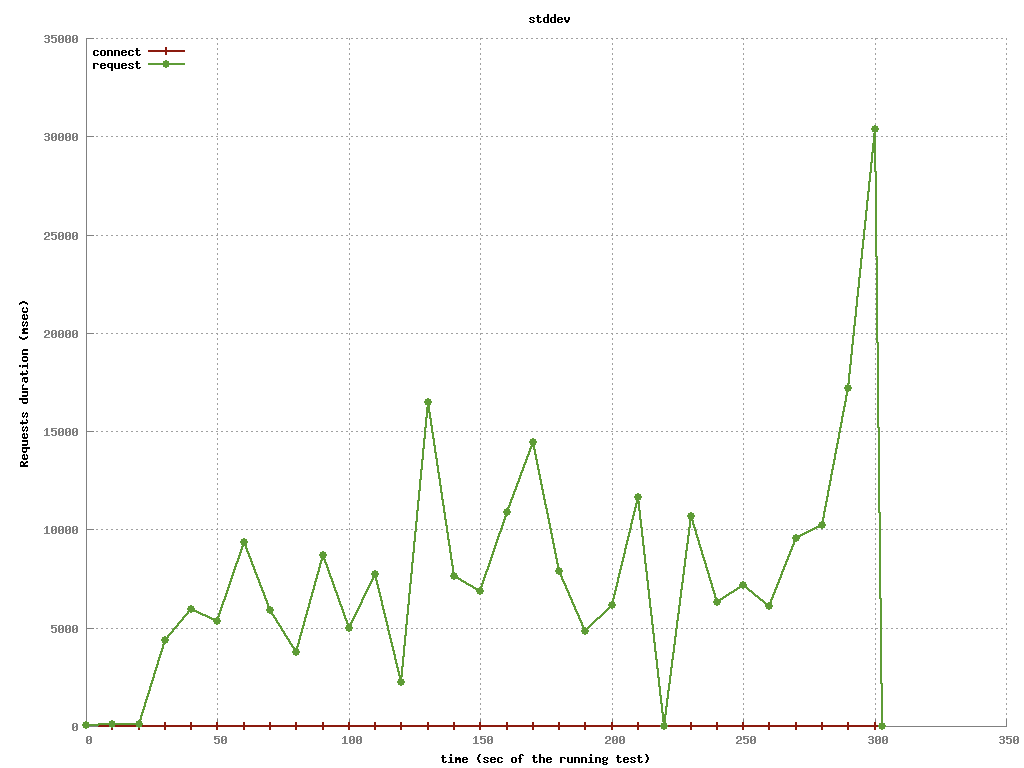 stddev
35000
connect
request
30000
25000
20000
Requests duration (msec)
15000
10000
5000
0
0 50 100 150 200 250 300 350
time (sec of the running test)